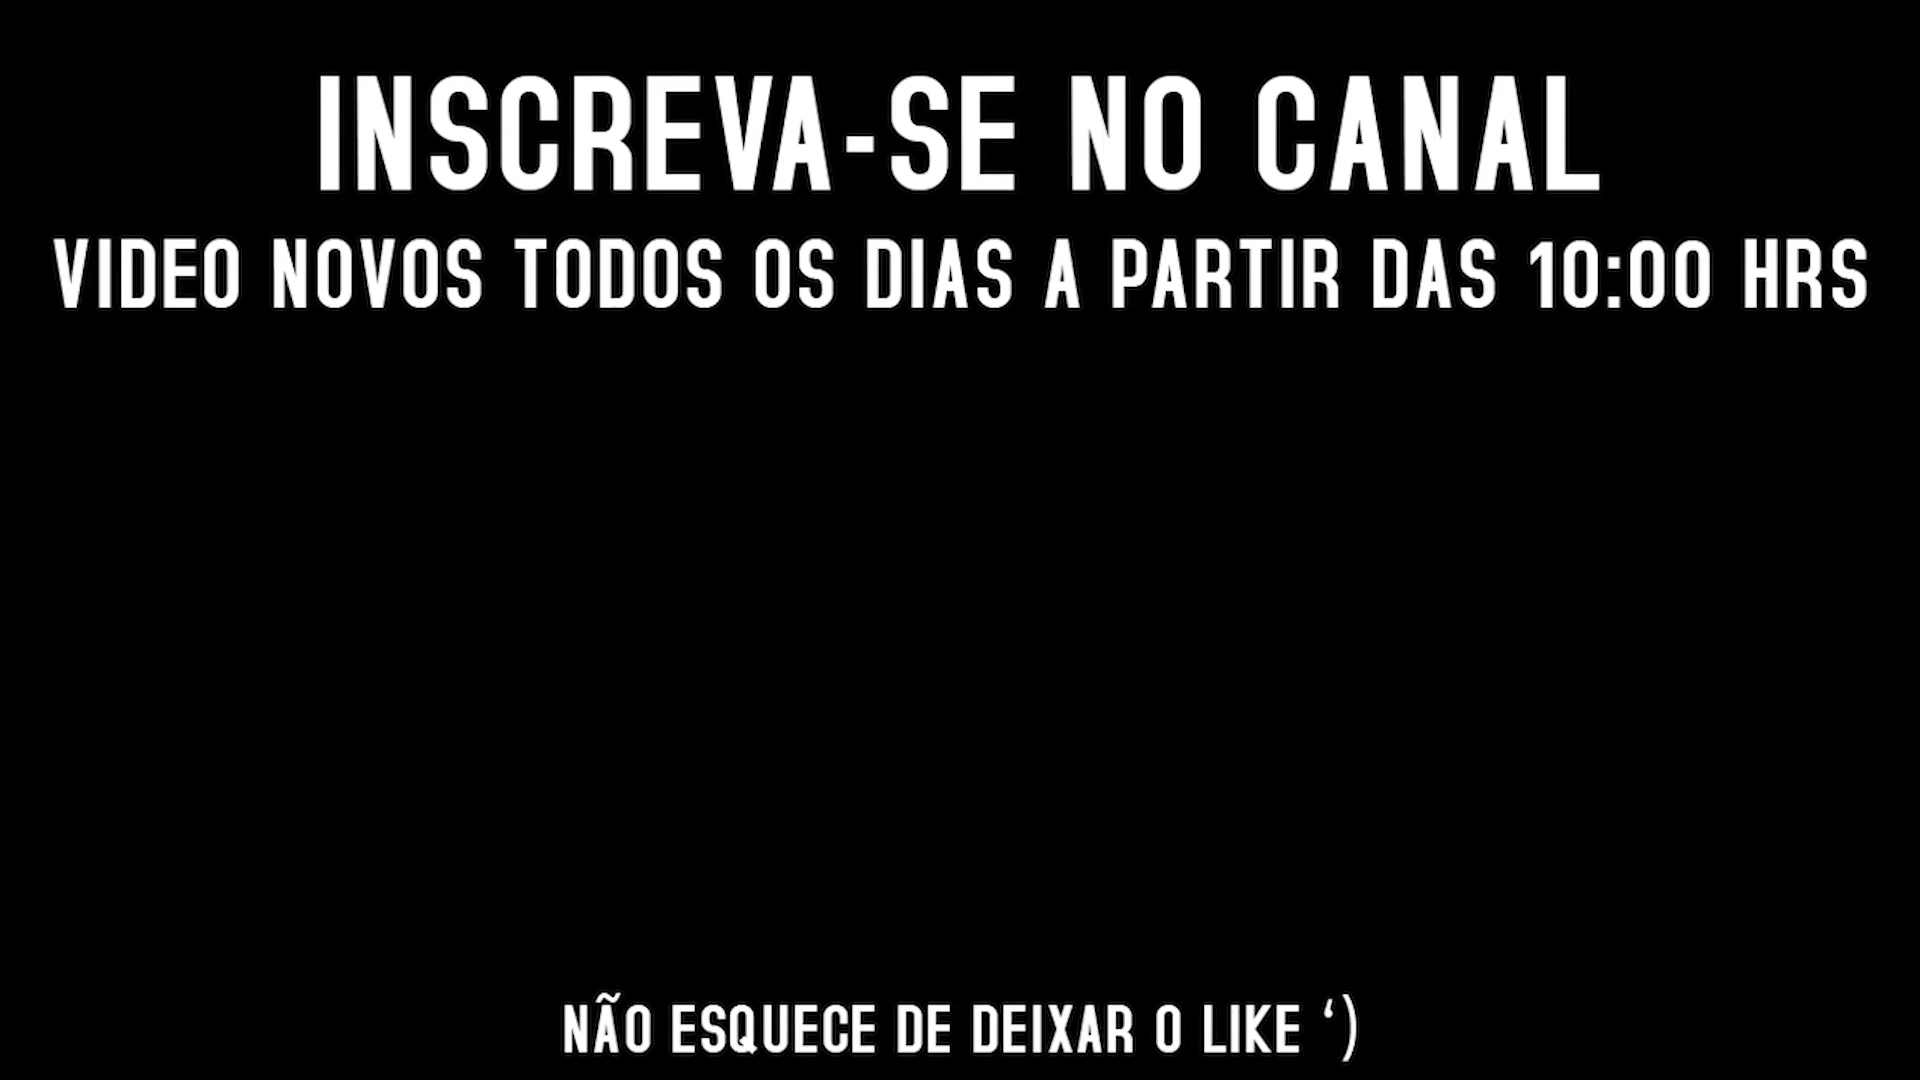 INSCREVA-SE NO CANAL
VIDEO NOVOS TODOS OS DIAS A PARTIR DAS 10:00 HRS
NÃO ESQUECE DE DEIXAR O LIKE ‘)